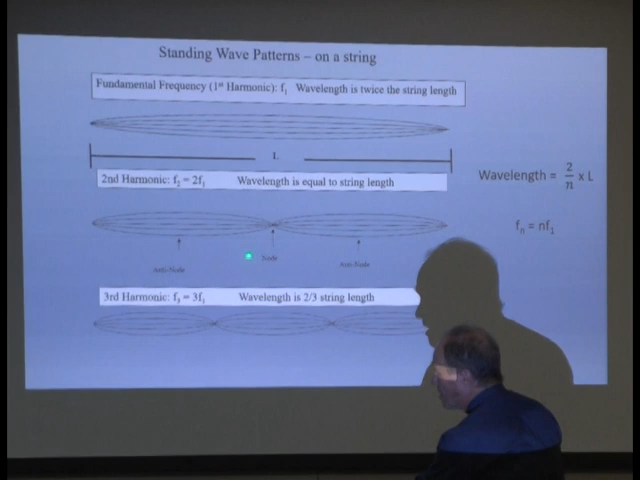 Standing Wave Patterns – on a string
Fundamental Frequency (1st Harmonic): f1 Wavelength is twice the string length
L
2nd Harmonic: f2 = 2f1 Wavelength is equal to string length
Wavelength = 2/n x L
fn = nf1
Anti-Node
Node
Anti-Node
3rd Harmonic: f3 = 3f1 Wavelength is 2/3 string length